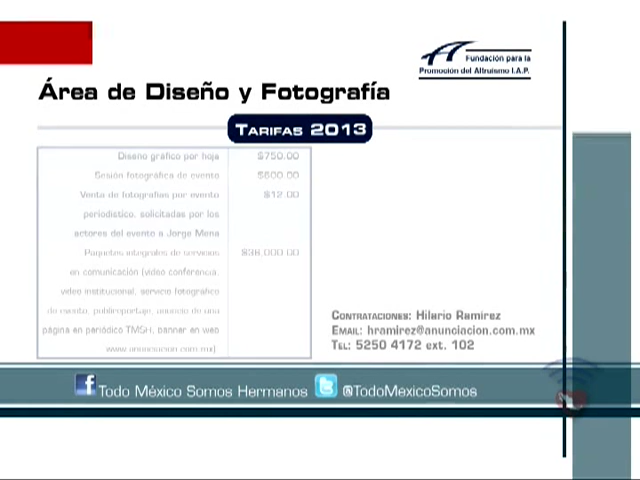 Fundación para la
Promoción del Altruismo I.A.P.
Área de Diseño y Fotografía
TARIFAS 2013
Diseño gráfico por hoja $750.00
Sesión fotográfica de evento $600.00
Venta de fotografías por evento $12.00
periodístico, solicitadas por los
actores del evento a Jorge Mena
Paquetes integrales de servicios $38,000.00
en comunicación (video conferencia,
video institucional, servicio fotográfico
de evento, publireportaje, anuncio de una
página en periódico TMSH, banner en web
www.anunciacion.com.mx).
CONTRATACIONES: Hilario Ramirez
EMAIL: hramirez@anunciacion.com.mx
TEL: 5250 4172 ext. 102
Todo México Somos Hermanos @TodoMexicoSomos